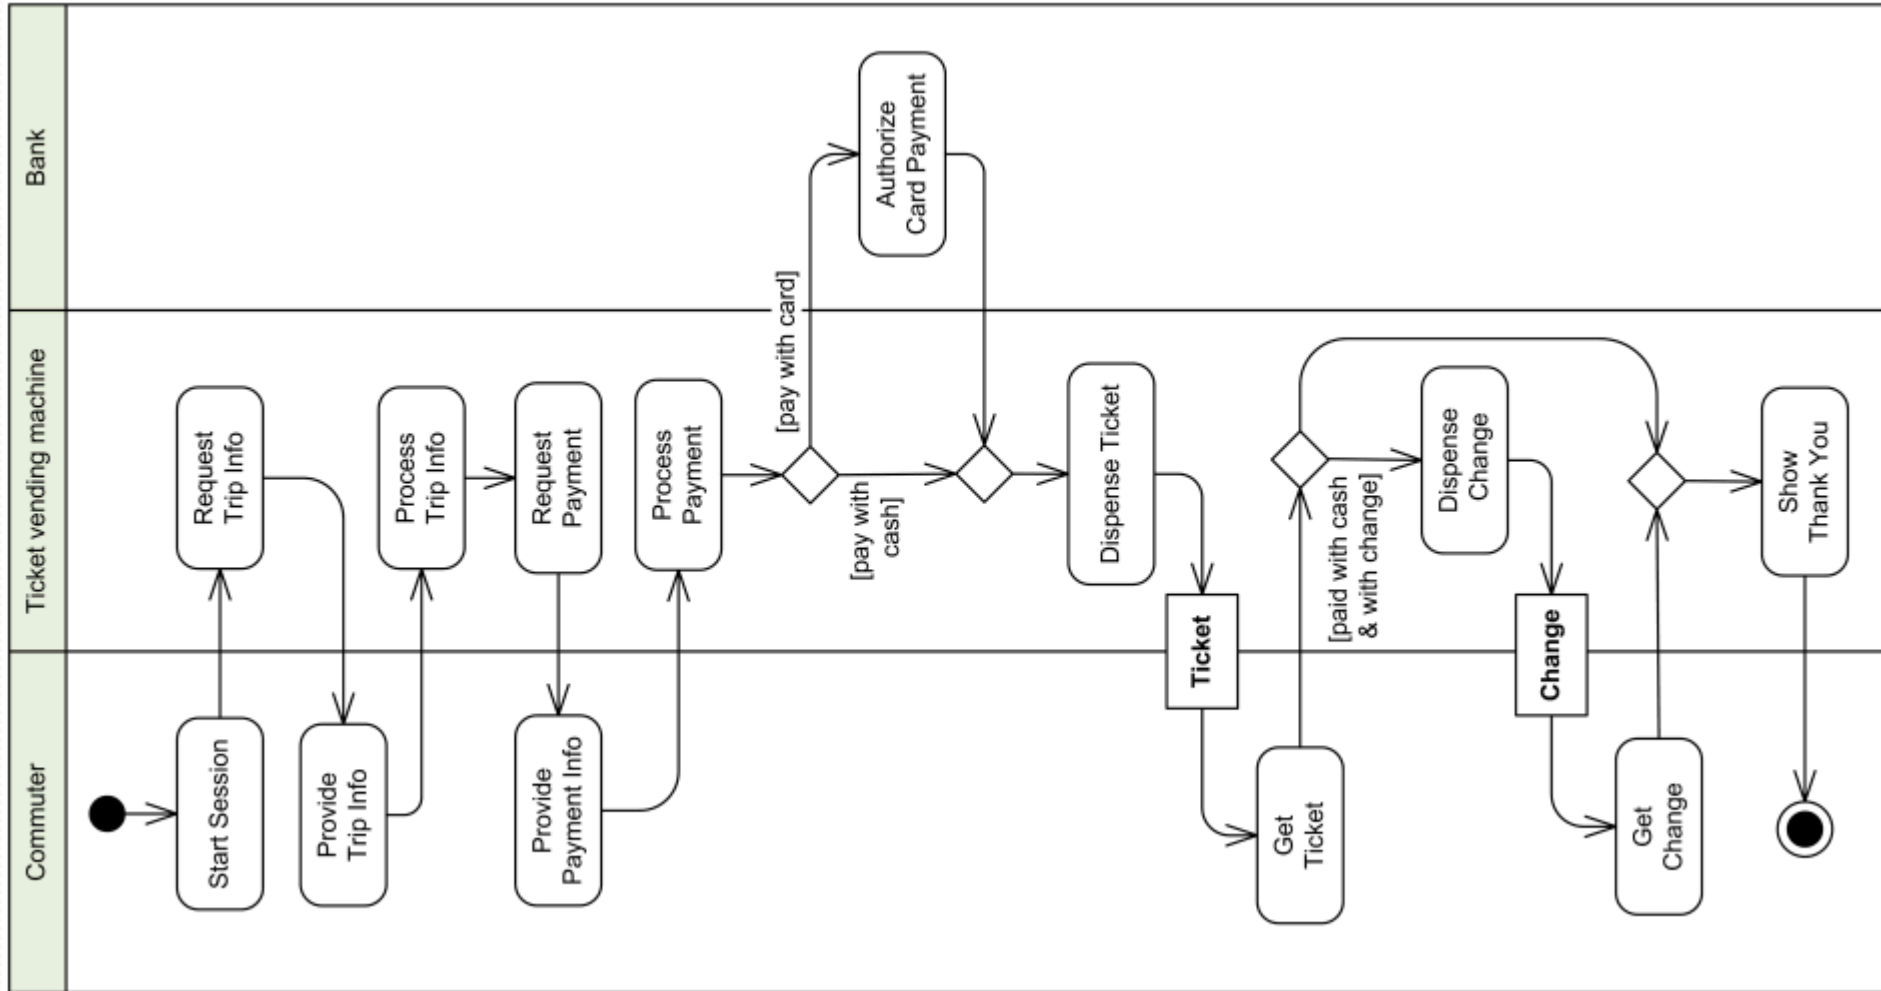 Commuter
Ticket vending machine
Bank
Start Session
Request
Trip Info
Provide
Trip Info
Process
Trip Info
Request
Payment
Provide
Payment Info
Process
Payment
[pay with card]
[pay with
cash]
Authorize
Card Payment
Dispense Ticket
Ticket
Get
Ticket
[paid with cash
& with change]
Dispense
Change
Change
Get
Change
Show
Thank You